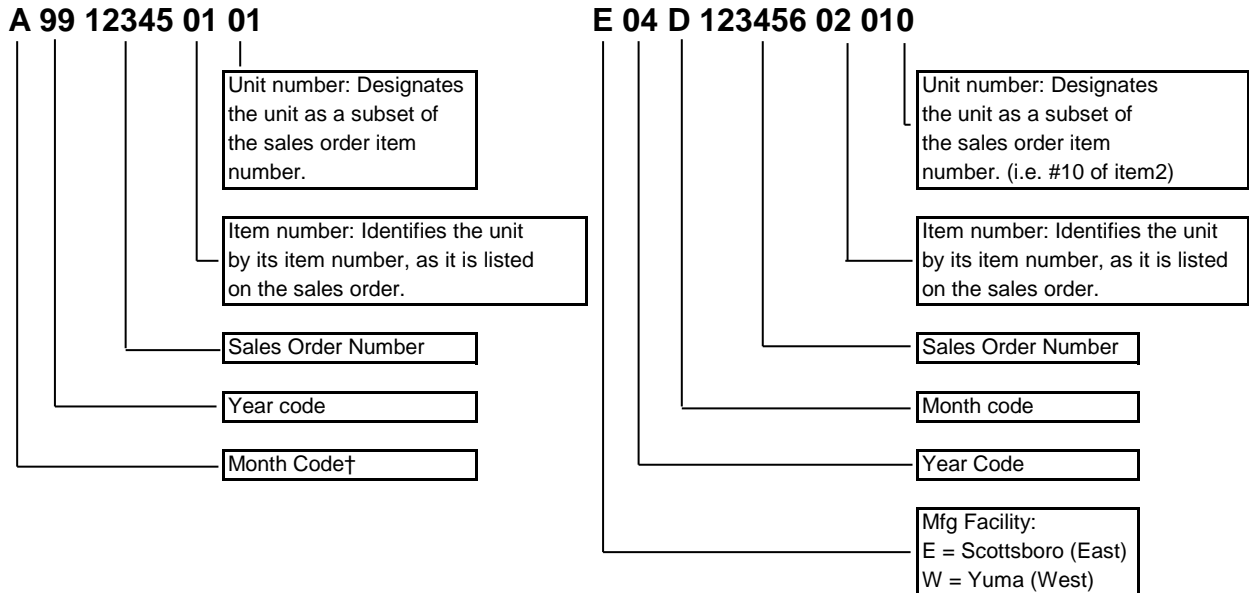 A 99 12345 01 01
Unit number: Designates
the unit as a subset of
the sales order item
number.
Item number: Identifies the unit
by its item number, as it is listed
on the sales order.
Sales Order Number
Year code
Month Code†
E 04 D 123456 02 010
Unit number: Designates
the unit as a subset of
the sales order item
number. (i.e. #10 of item2)
Item number: Identifies the unit
by its item number, as it is listed
on the sales order.
Sales Order Number
Month code
Year Code
Mfg Facility:
E = Scottsboro (East)
W = Yuma (West)